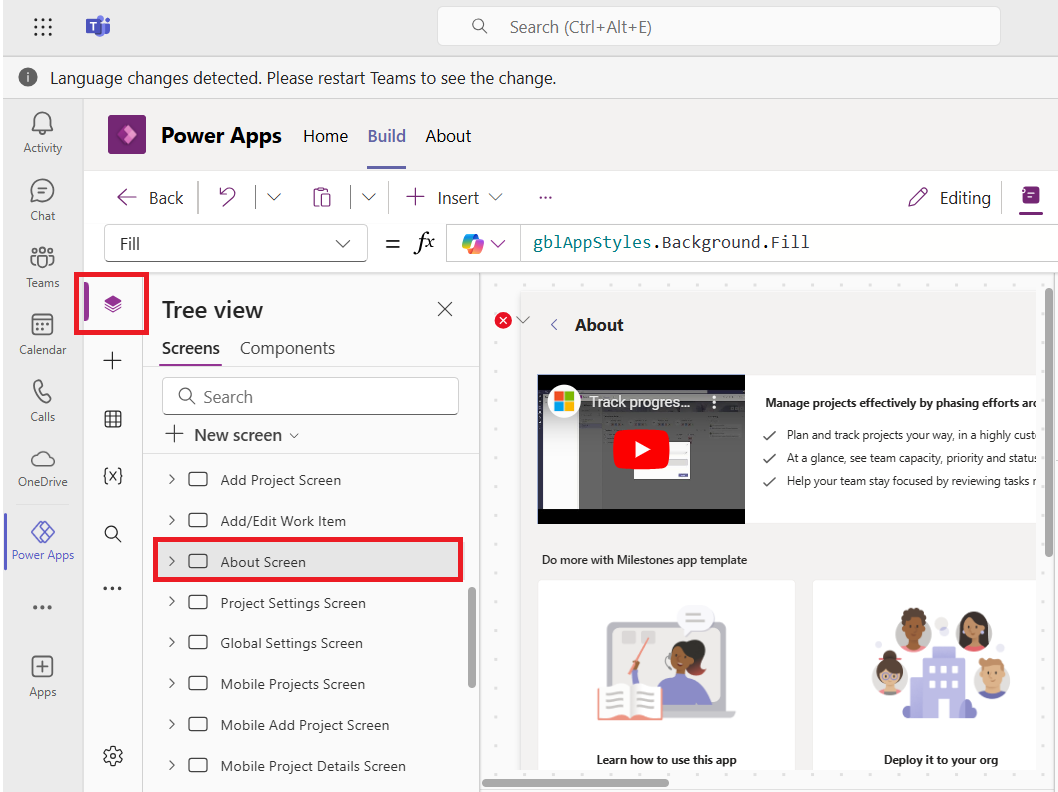 Search (Ctrl+Alt+E)
Language changes detected. Please restart Teams to see the change.
Activity
Chat
Teams
Calendar
Calls
OneDrive
Power Apps
Apps
Power Apps Home Build About
Back Insert ... Editing
Fill = fx gblAppStyles.Background.Fill
Tree view
Screens Components
Search
New screen
Add Project Screen
Add/Edit Work Item
About Screen
Project Settings Screen
Global Settings Screen
Mobile Projects Screen
Mobile Add Project Screen
Mobile Project Details Screen
About
Track progres...
Manage projects effectively by phasing efforts aro
Plan and track projects your way, in a highly custo
At a glance, see team capacity, priority and status
Help your team stay focused by reviewing tasks r
Do more with Milestones app template
Learn how to use this app
Deploy it to your org